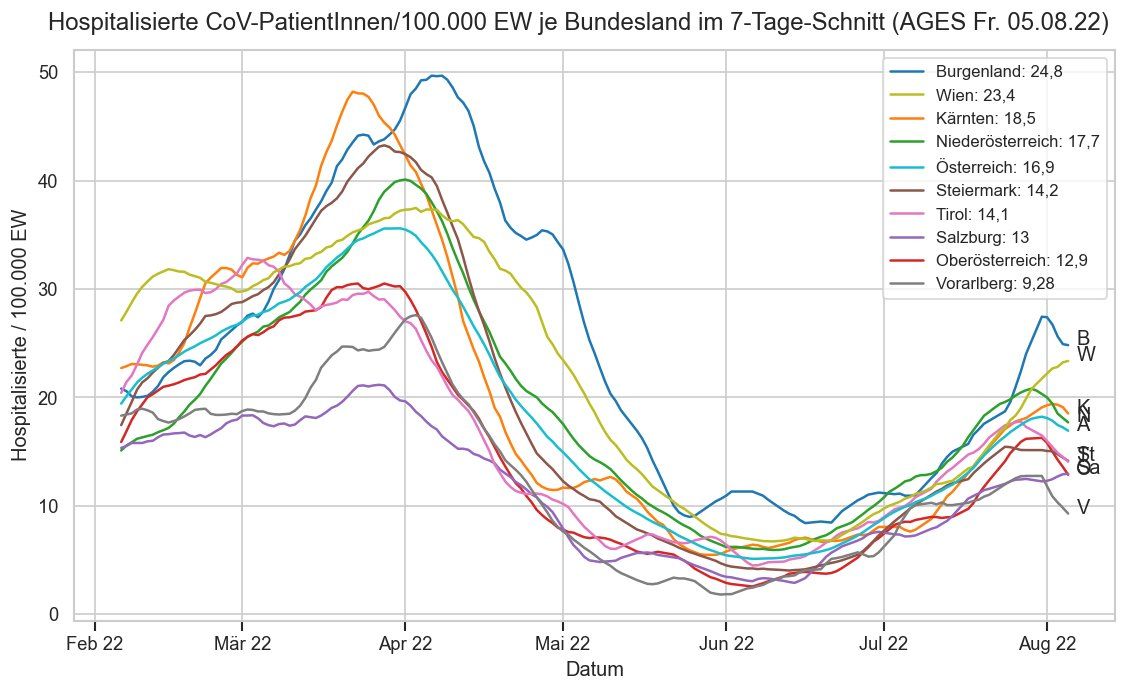 Hospitalisierte CoV-PatientInnen/100.000 EW je Bundesland im 7-Tage-Schnitt (AGES Fr. 05.08.22)
Hospitalisierte / 100.000 EW
50
40
30
20
10
0
Burgenland: 24,8
Wien: 23,4
Kärnten: 18,5
Niederösterreich: 17,7
Österreich: 16,9
Steiermark: 14,2
Tirol: 14,1
Salzburg: 13
Oberösterreich: 12,9
Vorarlberg: 9,28
B
W
K
N
A
St
Sa
V
Feb 22
Mär 22
Apr 22
Mai 22
Jun 22
Jul 22
Aug 22
Datum